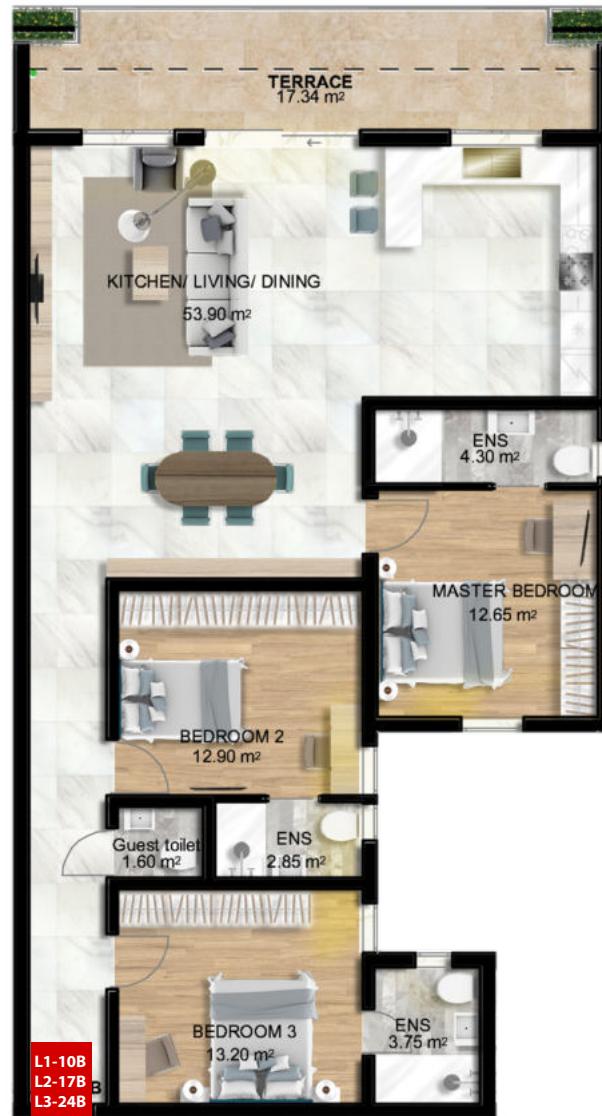 TERRACE
17.34 m²
KITCHEN/ LIVING/ DINING
53.90 m²
ENS
4.30 m²
MASTER BEDROOM
12.65 m²
BEDROOM 2
12.90 m²
Guest toilet
1.60 m²
ENS
2.85 m²
BEDROOM 3
13.20 m²
ENS
3.75 m²
L1-10B
L2-17B
L3-24B
B